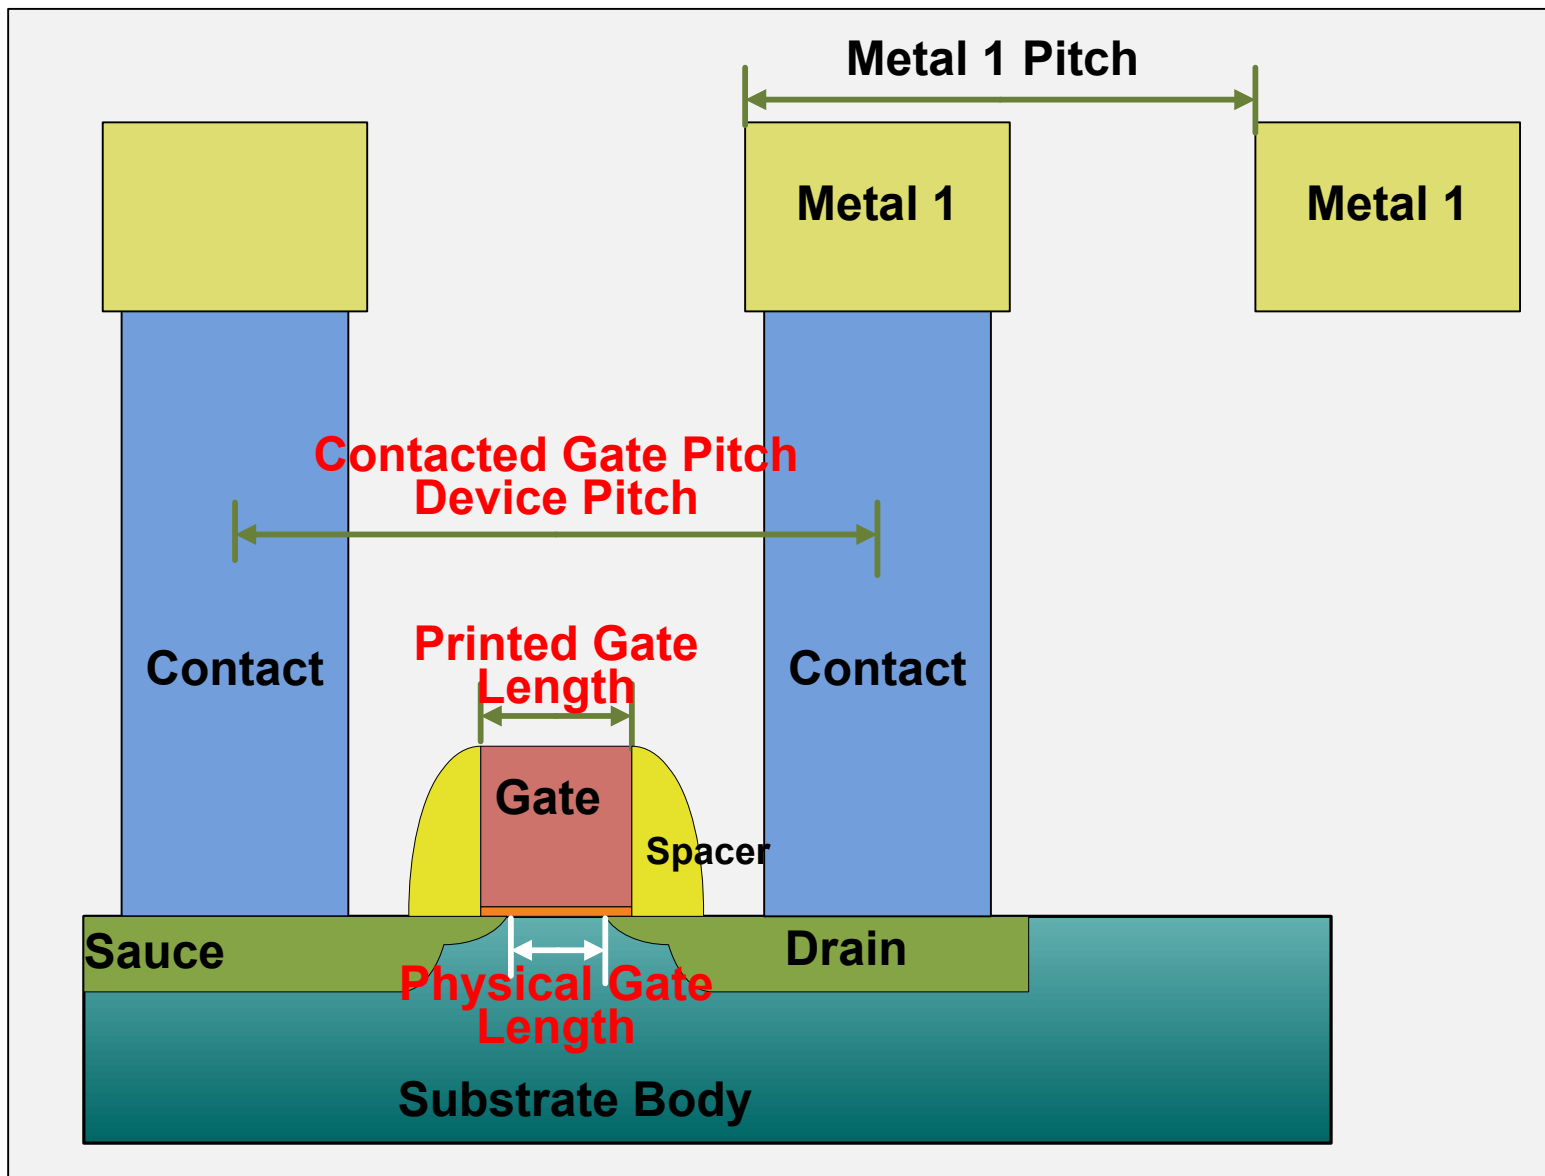 Metal 1 Pitch
Metal 1
Metal 1
Contacted Gate Pitch
Device Pitch
Printed Gate
Length
Contact
Contact
Gate
Spacer
Sauce
Drain
Physical Gate
Length
Substrate Body